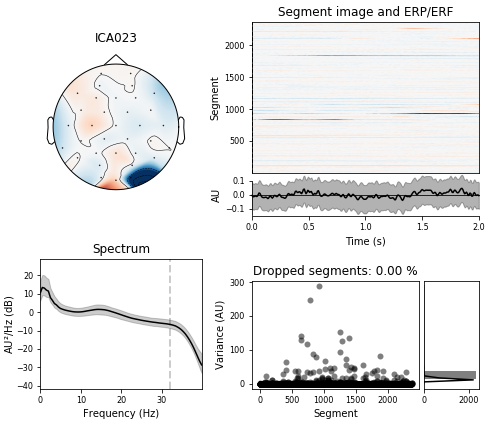 ICA023
Segment image and ERP/ERF
Segment
2000
1500
1000
500
AU
0.1
0.0
−0.1
0.0 0.5 1.0 1.5 2.0
Time (s)
Spectrum
AU²/Hz (dB)
20
10
0
−10
−20
−30
−40
0 10 20 30
Frequency (Hz)
Dropped segments: 0.00 %
Variance (AU)
300
200
100
0
0 500 1000 1500 2000
Segment
0 2000